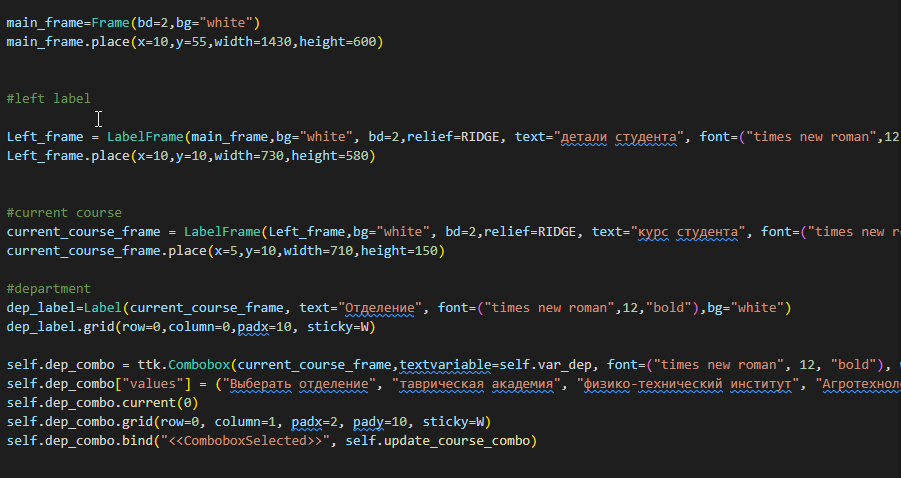 main_frame=Frame(bd=2,bg="white")
main_frame.place(x=10,y=55,width=1430,height=600)
#left label
Left_frame = LabelFrame(main_frame,bg="white", bd=2,relief=RIDGE, text="детали студента", font=("times new roman",12
Left_frame.place(x=10,y=10,width=730,height=580)
#current course
current_course_frame = LabelFrame(Left_frame,bg="white", bd=2,relief=RIDGE, text="курс студента", font=("times new r
current_course_frame.place(x=5,y=10,width=710,height=150)
#department
dep_label=Label(current_course_frame, text="Отделение", font=("times new roman",12,"bold"),bg="white")
dep_label.grid(row=0,column=0,padx=10, sticky=W)
self.dep_combo = ttk.Combobox(current_course_frame,textvariable=self.var_dep, font=("times new roman", 12, "bold"),
self.dep_combo["values"] = ("Выберать отделение", "таврическая академия", "физико-технический институт", "Агротехнол
self.dep_combo.current(0)
self.dep_combo.grid(row=0, column=1, padx=2, pady=10, sticky=W)
self.dep_combo.bind("<<ComboboxSelected>>", self.update_course_combo)